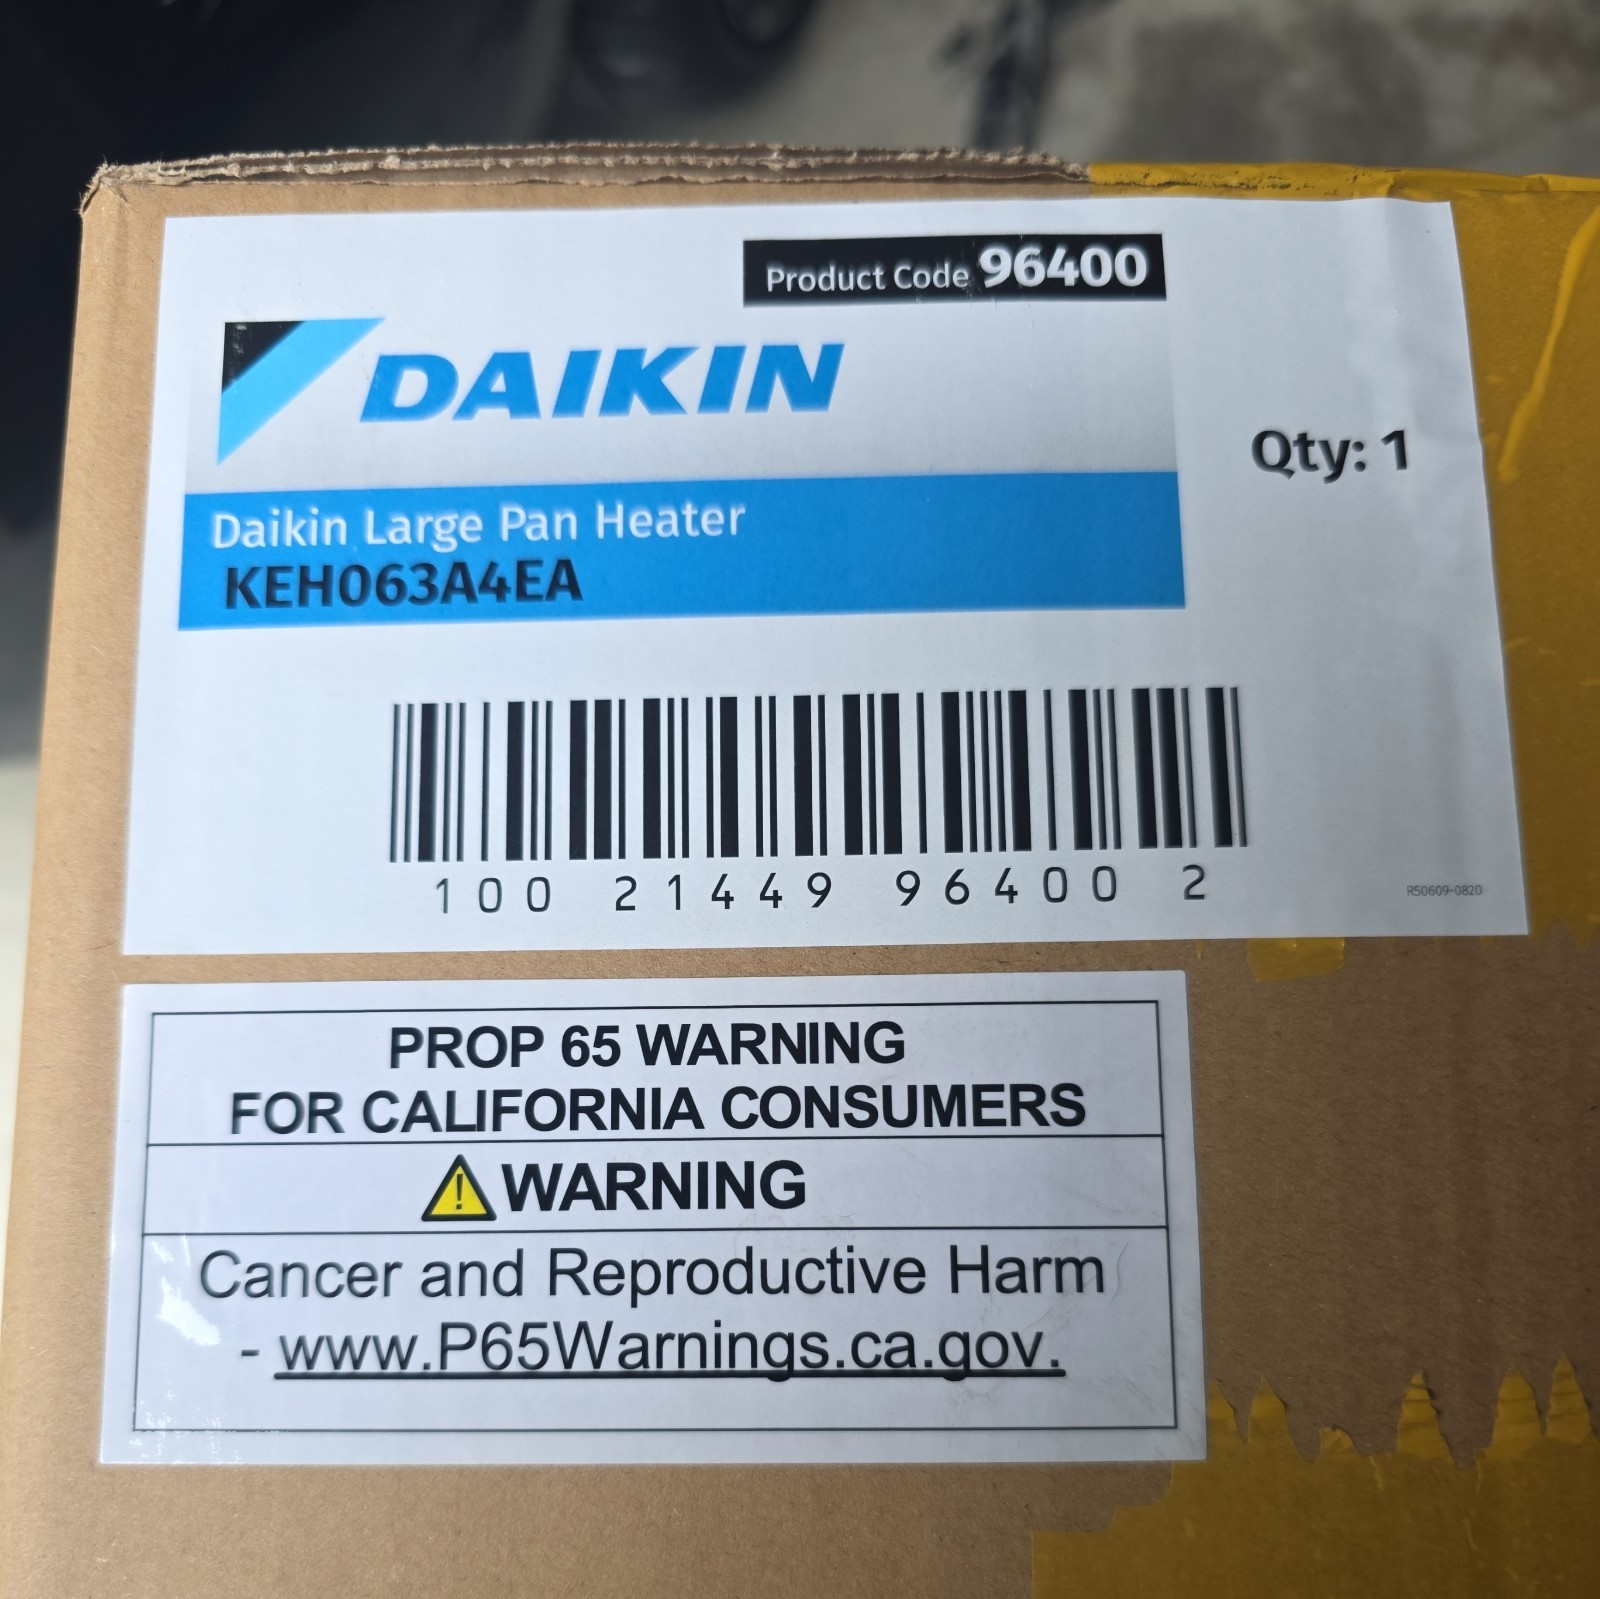 Product Code 96400
DAIKIN
Qty: 1
Daikin Large Pan Heater
KEH063A4EA
100 21449 96400 2
R50609-0820
PROP 65 WARNING
FOR CALIFORNIA CONSUMERS
WARNING
Cancer and Reproductive Harm
- www.P65Warnings.ca.gov.